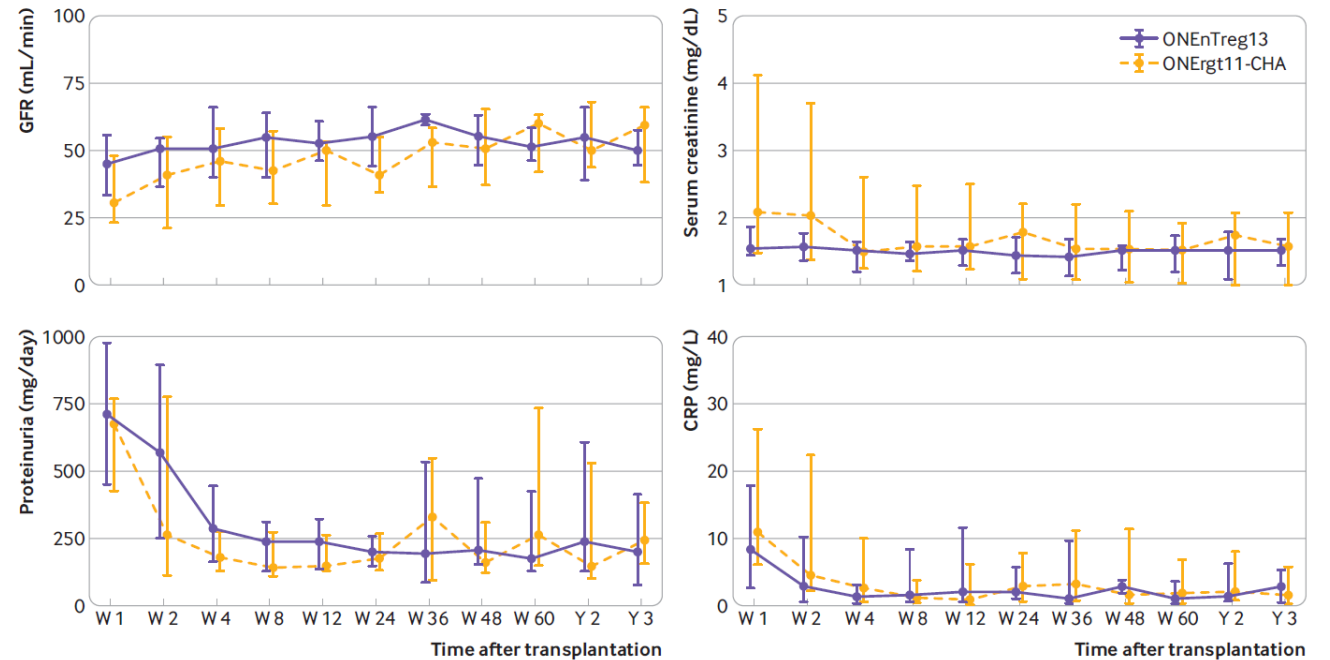 GFR (mL/min)
100
75
50
25
0
Serum creatinine (mg/dL)
5
4
3
2
1
ONEnTreg13
ONErgt11-CHA
Proteinuria (mg/day)
1000
750
500
250
0
W 1 W 2 W 4 W 8 W 12 W 24 W 36 W 48 W 60 Y 2 Y 3
Time after transplantation
CRP (mg/L)
40
30
20
10
0
W 1 W 2 W 4 W 8 W 12 W 24 W 36 W 48 W 60 Y 2 Y 3
Time after transplantation